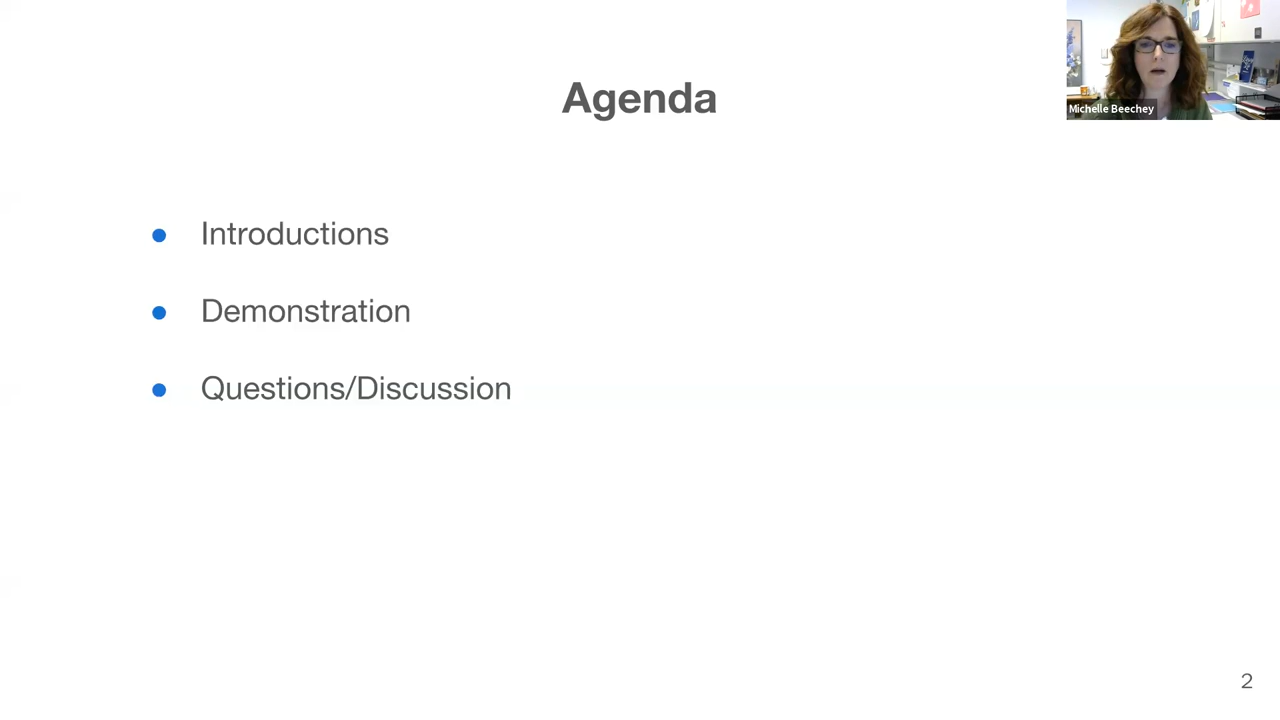 Agenda
Michelle Beechey
● Introductions
● Demonstration
● Questions/Discussion
2